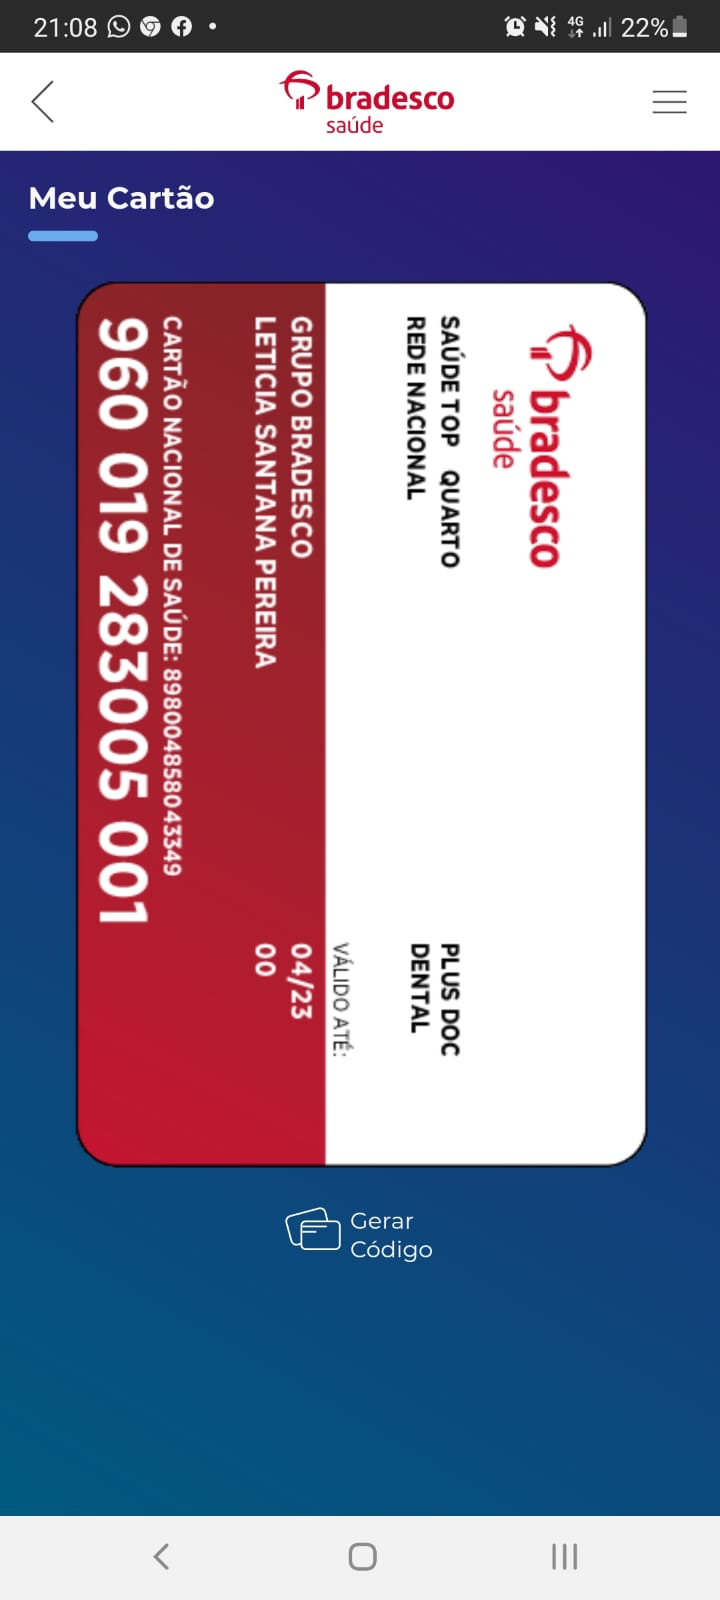 21:08
4G
22%
bradesco
saúde
Meu Cartão
bradesco
saúde
SAÚDE TOP QUARTO
PLUS DOC
REDE NACIONAL
DENTAL
VÁLIDO ATÉ:
GRUPO BRADESCO
04/23
LETICIA SANTANA PEREIRA
00
CARTÃO NACIONAL DE SAÚDE: 898004858043349
960 019 283005 001
Gerar
Código